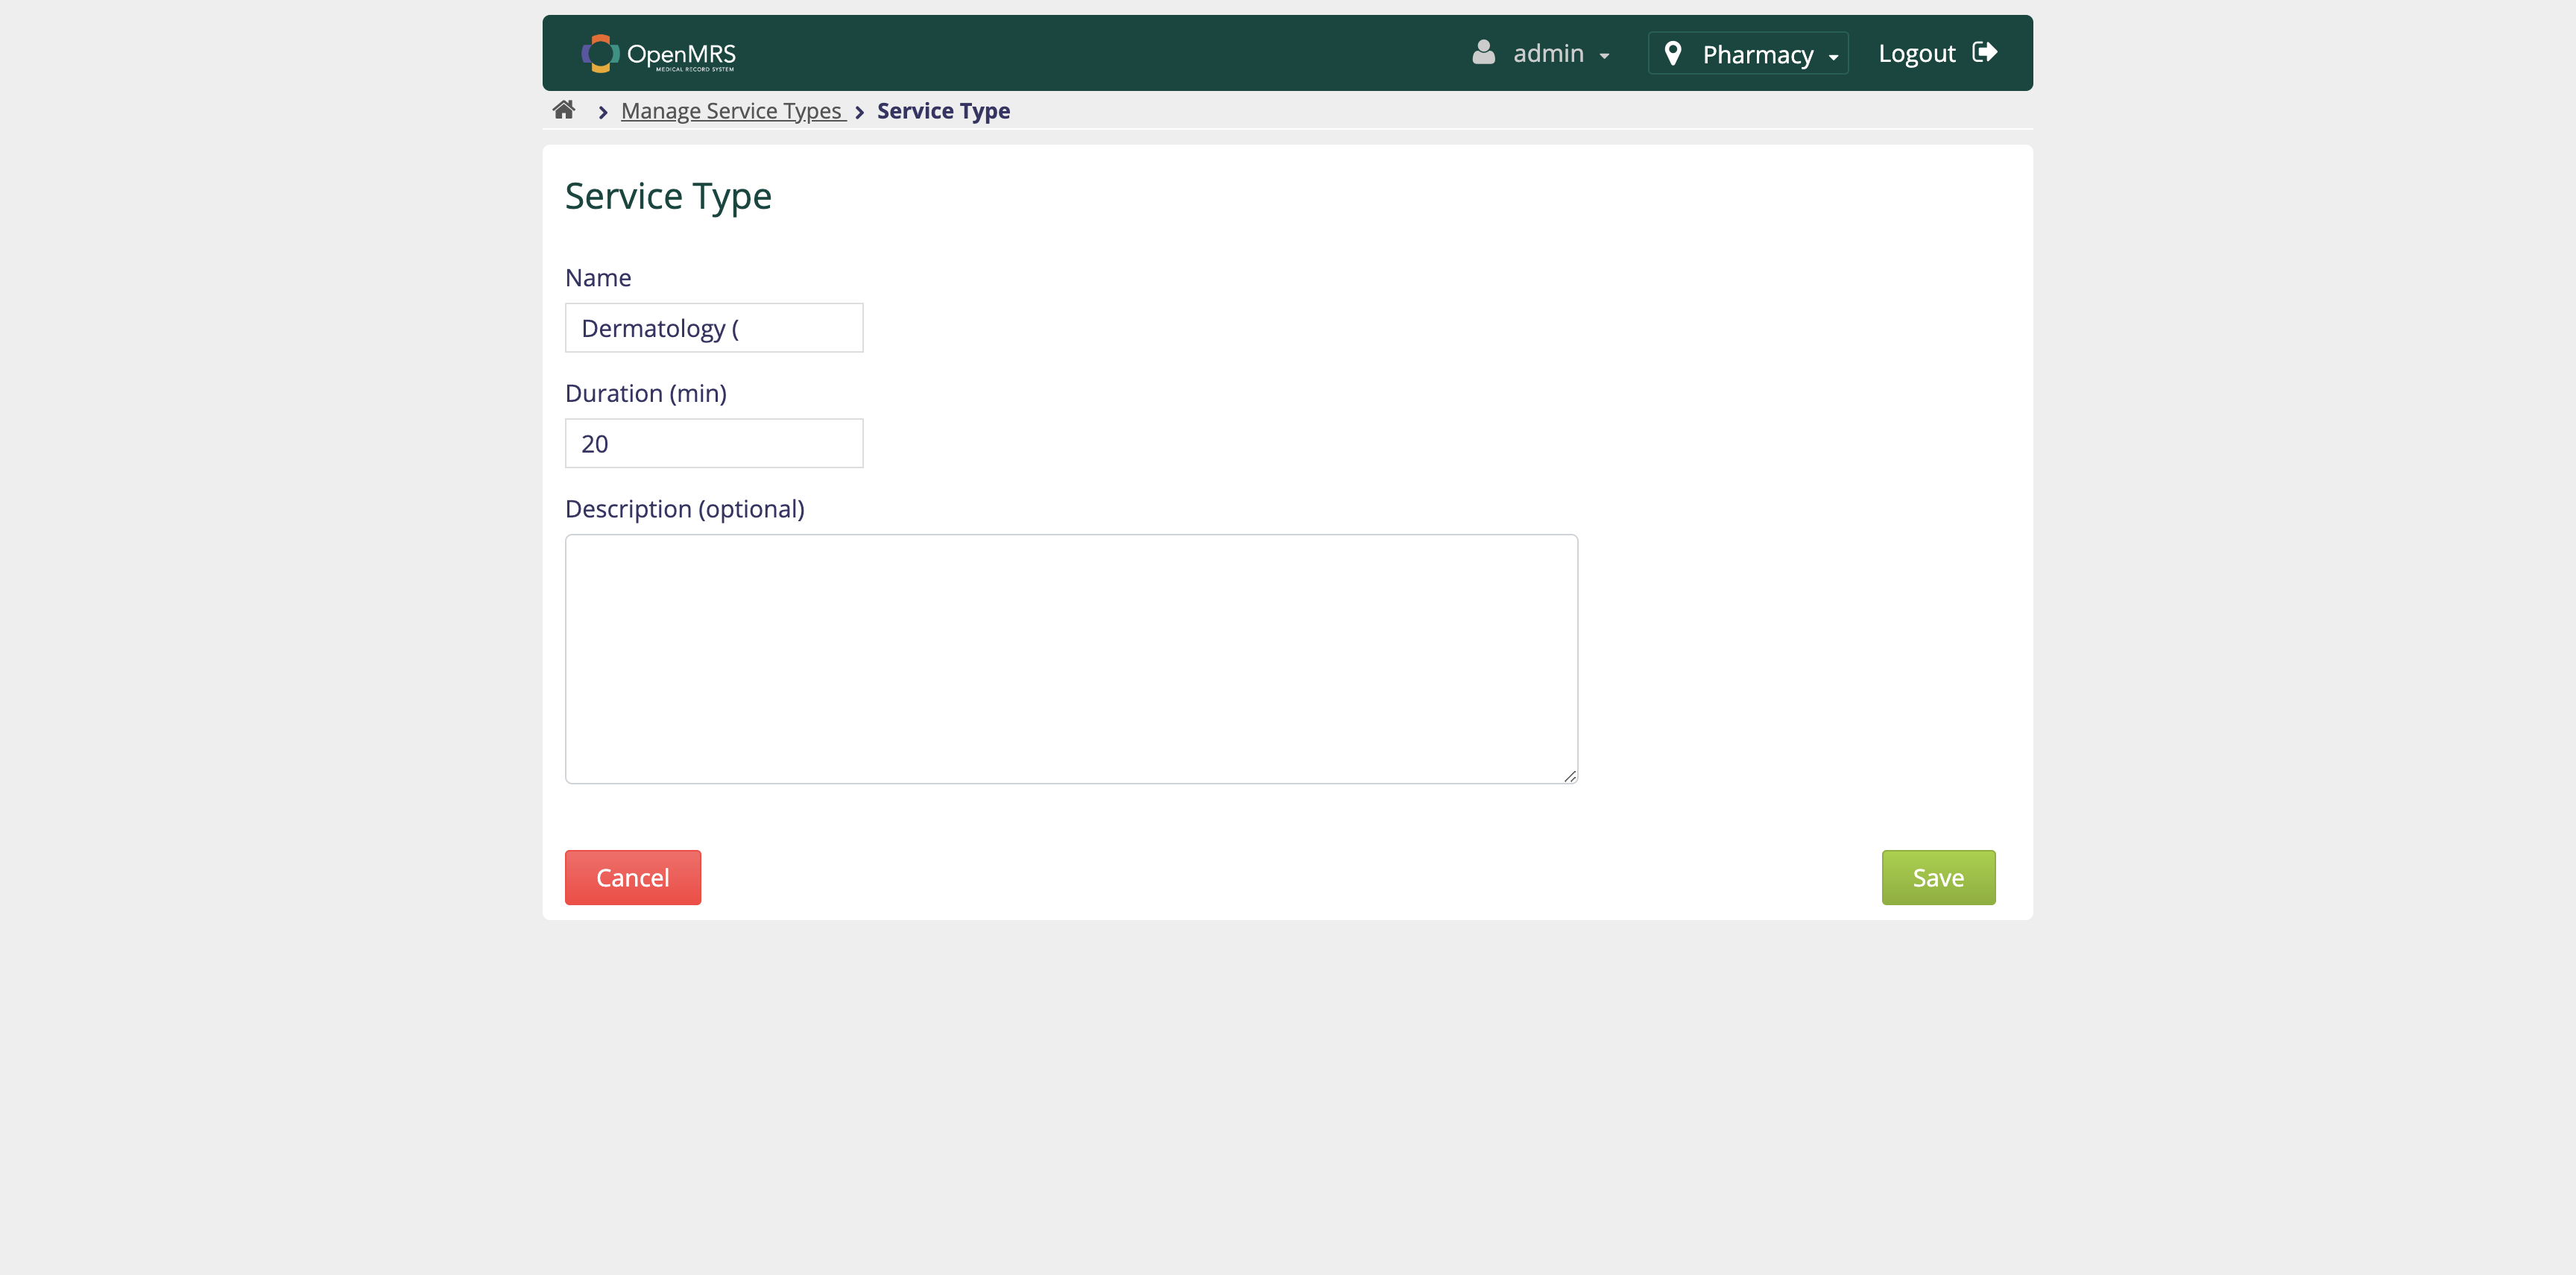 OpenMRS
MEDICAL RECORD SYSTEM
admin
Pharmacy
Logout
Manage Service Types
Service Type
Service Type
Name
Dermatology (
Duration (min)
20
Description (optional)
Cancel
Save